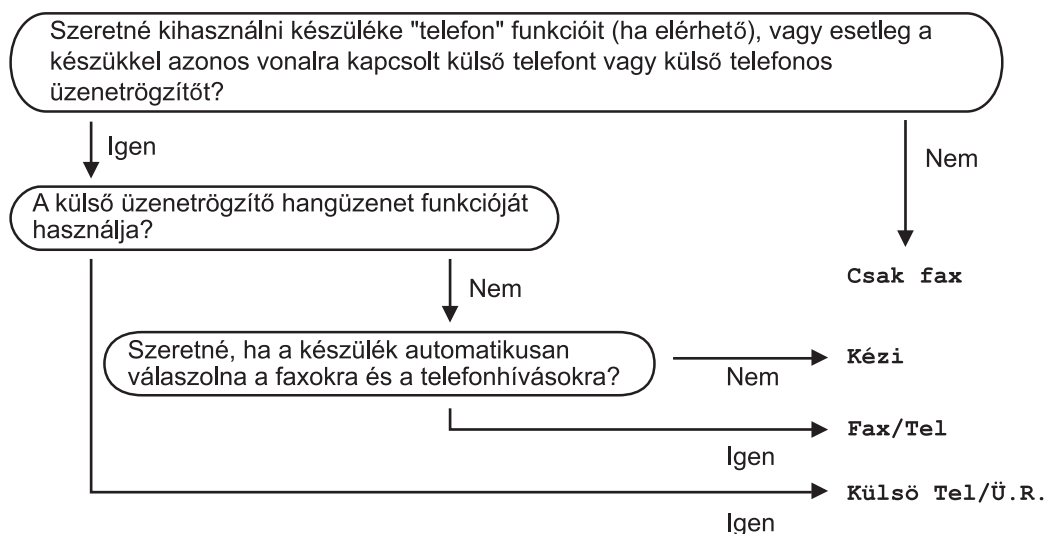 Szeretné kihasználni készüléke "telefon" funkcióit (ha elérhető), vagy esetleg a
készükkel azonos vonalra kapcsolt külső telefont vagy külső telefonos
üzenetrögzítőt?
Igen
Nem
A külső üzenetrögzítő hangüzenet funkcióját
használja?
Csak fax
Nem
Szeretné, ha a készülék automatikusan
válaszolna a faxokra és a telefonhívásokra?
Nem
Kézi
Fax/Tel
Igen
Külsö Tel/Ü.R.
Igen